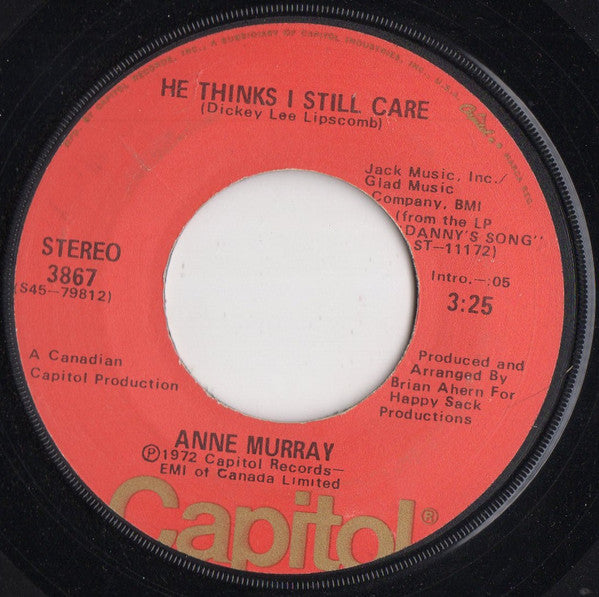 HE THINKS I STILL CARE
(Dickey Lee Lipscomb)
Jack Music, Inc./
Glad Music
Company, BMI
(from the LP
DANNY'S SONG"
ST-11172)
Intro.-:05
3:25
STEREO
3867
(S45-79812)
A Canadian
Capitol Production
Produced and
Arranged By
Brian Ahern For
Happy Sack
Productions
ANNE MURRAY
Ⓟ1972 Capitol Records-
EMI of Canada Limited
Capitol®